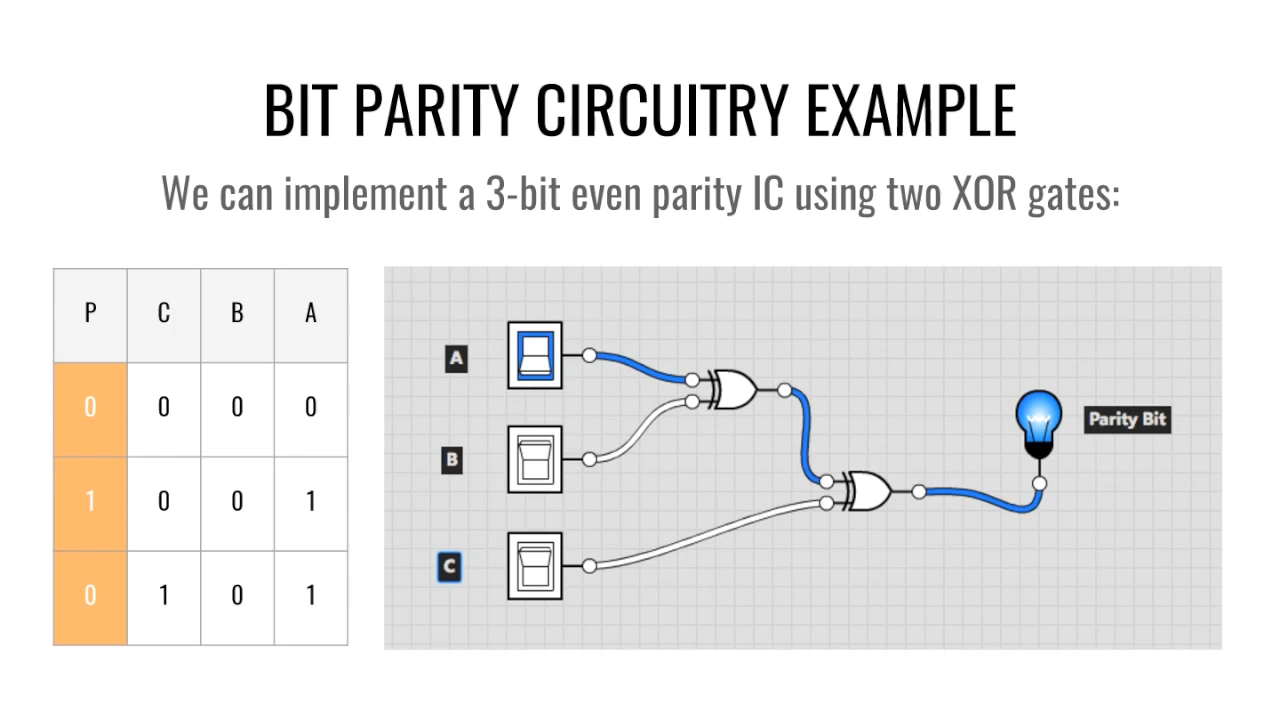 BIT PARITY CIRCUITRY EXAMPLE
We can implement a 3-bit even parity IC using two XOR gates:
P C B A
0 0 0 0
1 0 0 1
0 1 0 1
A
B
C
Parity Bit